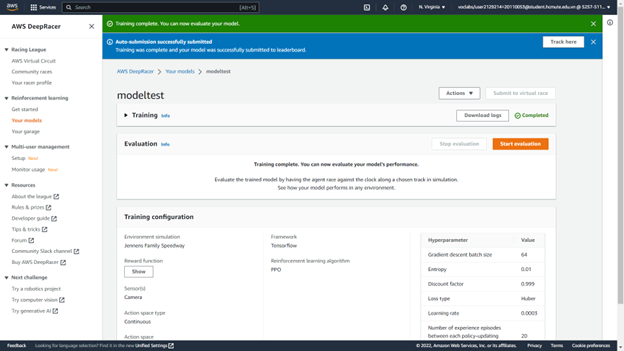 aws
Services
Search
[Alt+S]
N. Virginia
voclabs/user2129214=20110053@student.hcmute.edu.vn @ 5257-511...
AWS DeepRacer
Racing League
AWS Virtual Circuit
Community races
Your racer profile
Reinforcement learning
Get started
Your models
Your garage
Multi-user management
Setup New!
Monitor usage New!
Resources
About the league
Rules & prizes
Developer guide
Tips & tricks
Forum
Community Slack channel
Buy AWS DeepRacer
Next challenge
Try a robotics project
Try computer vision
Try generative AI
Training complete. You can now evaluate your model.
Auto-submission successfully submitted
Training was complete and your model was successfully submitted to leaderboard.
Track here
AWS DeepRacer > Your models > modeltest
modeltest
Actions
Submit to virtual race
Training Info
Download logs
Completed
Evaluation Info
Stop evaluation
Start evaluation
Training complete. You can now evaluate your model's performance.
Evaluate the trained model by having the agent race against the clock along a chosen track in simulation.
See how your model performs in any environment.
Training configuration
Environment simulation
Jennens Family Speedway
Reward function
Show
Sensor(s)
Camera
Action space type
Continuous
Action space
Framework
Tensorflow
Reinforcement learning algorithm
PPO
Hyperparameter Value
Gradient descent batch size 64
Entropy 0.01
Discount factor 0.999
Loss type Huber
Learning rate 0.0003
Number of experience episodes
between each policy-updating 20
Feedback
Looking for language selection? Find it in the new Unified Settings
© 2022, Amazon Web Services, Inc. or its affiliates.
Privacy
Terms
Cookie preferences